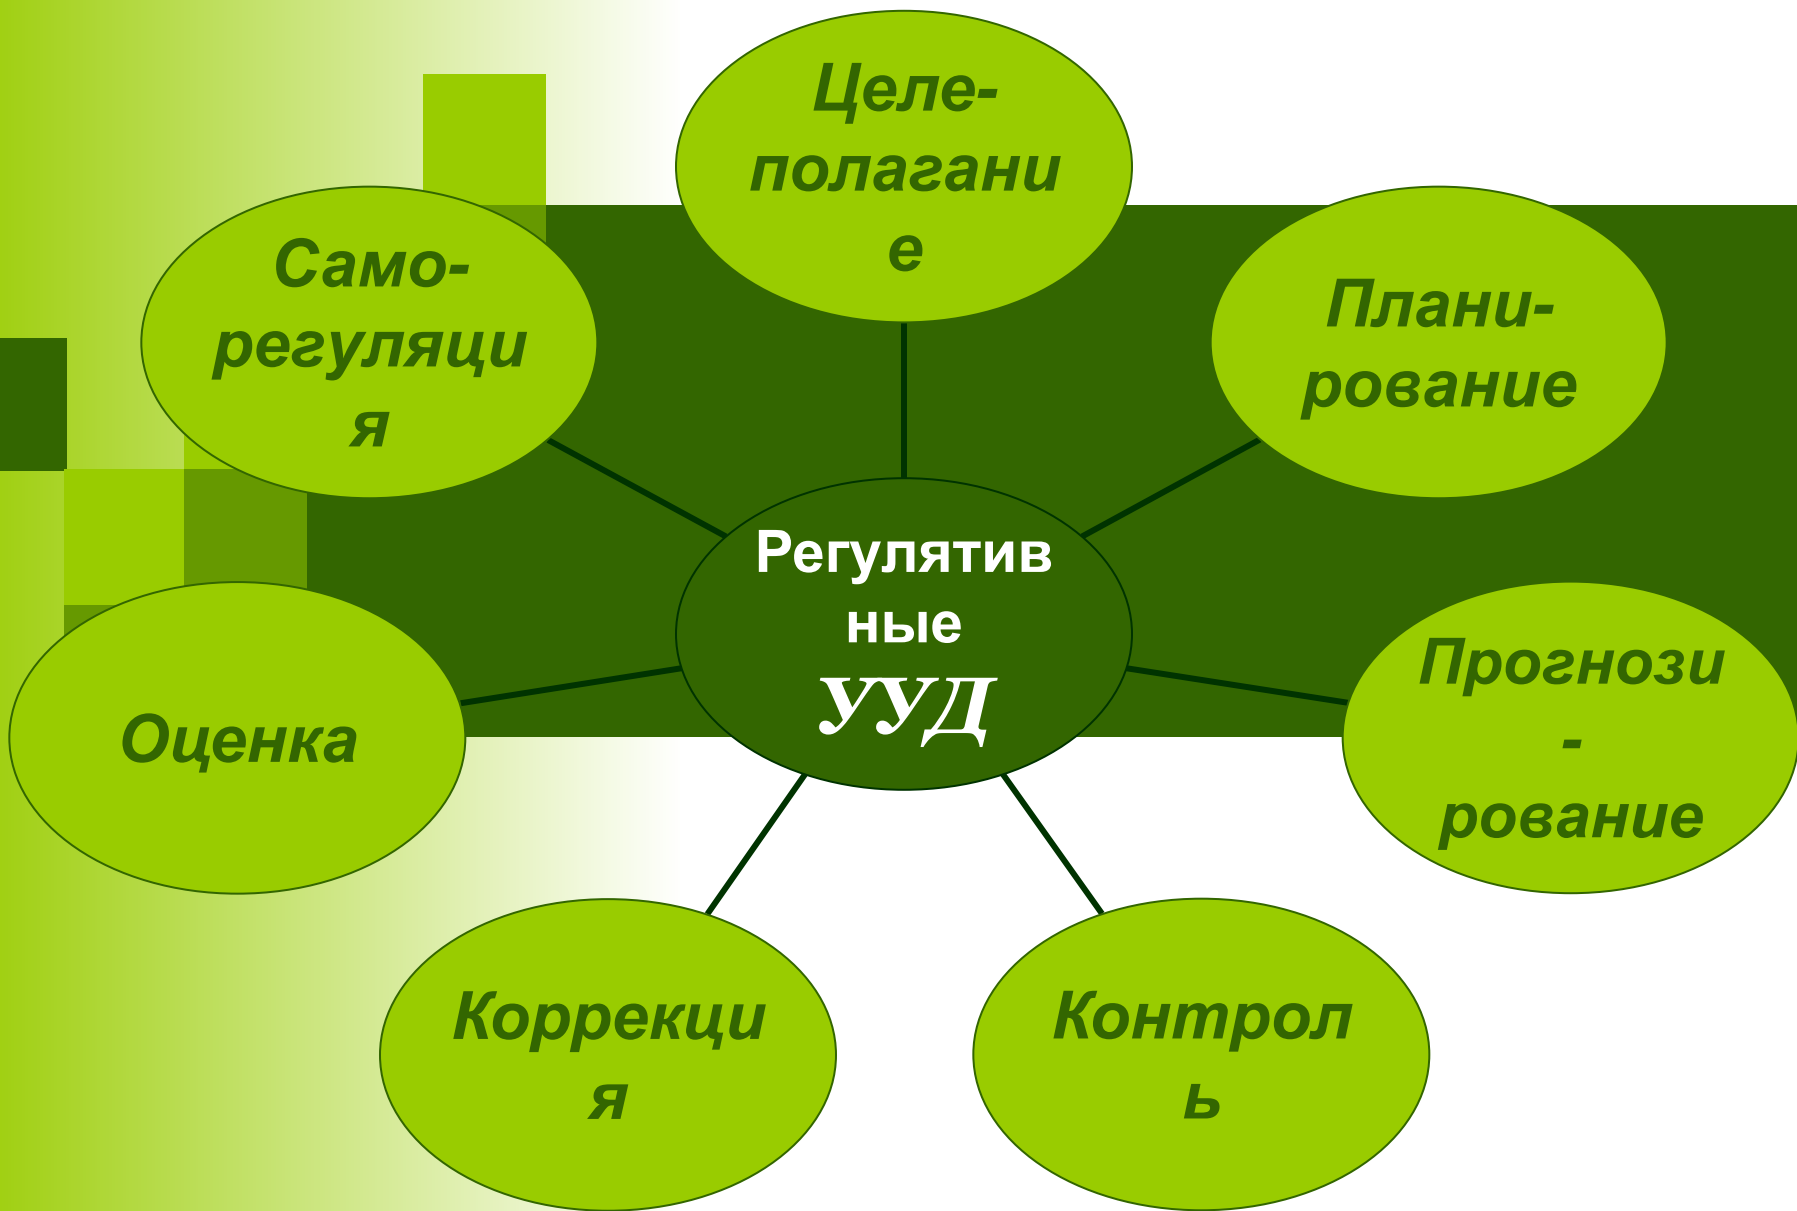 Целе-
полагани
е
Плани-
рование
Прогнози
-
рование
Контрол
ь
Коррекци
я
Оценка
Само-
регуляци
я
Регулятив
ные
УУД